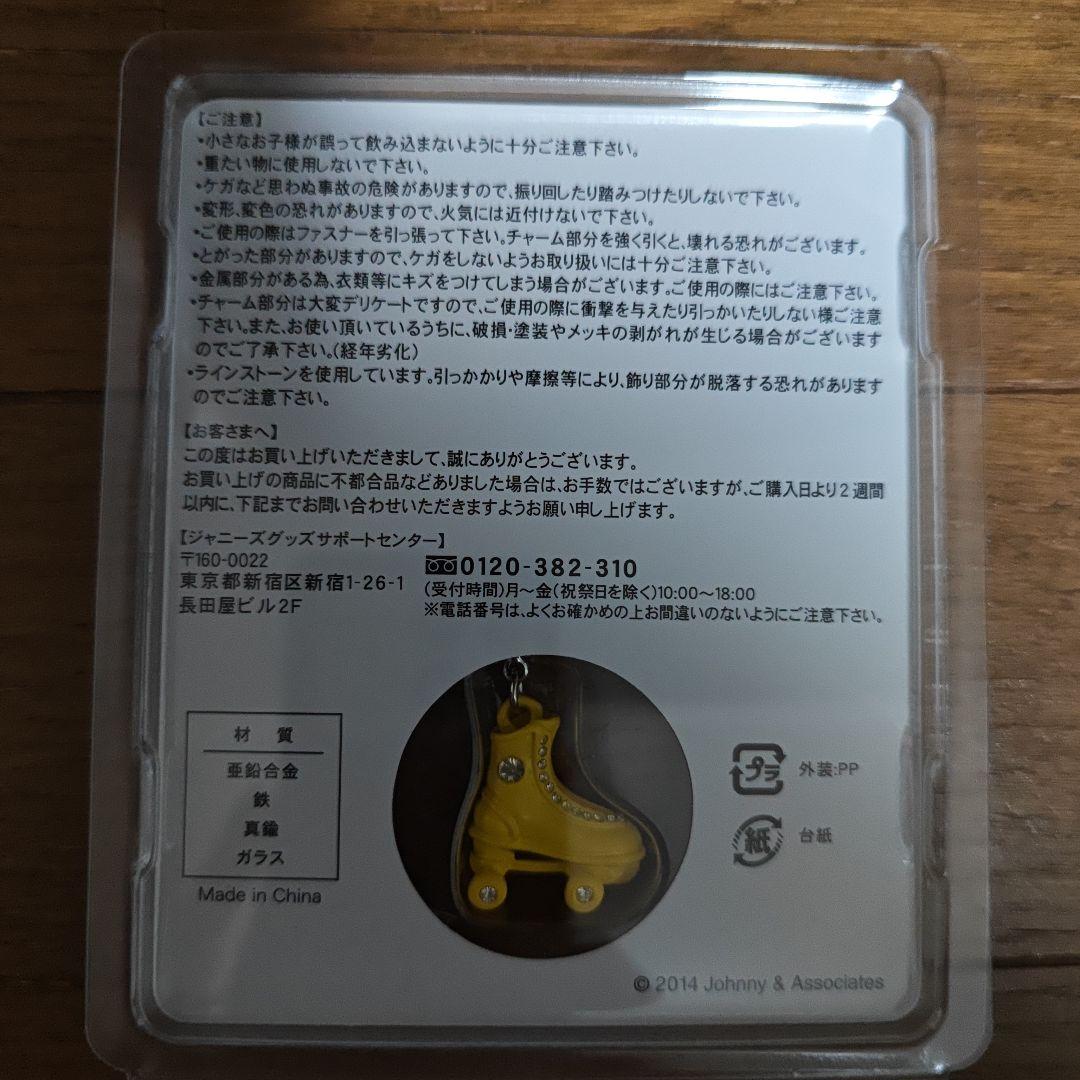 【ご注意】
・小さなお子様が誤って飲み込まないように十分ご注意下さい。
・重たい物に使用しないで下さい。
・ケガなど思わぬ事故の危険がありますので、振り回したり踏みつけたりしないで下さい。
・変形、変色の恐れがありますので、火気には近付けないで下さい。
・ご使用の際はファスナーを引っ張って下さい。チャーム部分を強く引くと、壊れる恐れがございます。
・とがった部分がありますので、ケガをしないようお取り扱いには十分ご注意下さい。
・金属部分がある為、衣類等にキズをつけてしまう場合がございます。ご使用の際にはご注意下さい。
・チャーム部分は大変デリケートですので、ご使用の際に衝撃を与えたり引っかいたりしない様ご注意
下さい。また、お使い頂いているうちに、破損・塗装やメッキの剥がれが生じる場合がございます
のでご了承下さい。(経年劣化)
・ラインストーンを使用しています。引っかかりや摩擦等により、飾り部分が脱落する恐れがあります
のでご注意下さい。
【お客さまへ】
この度はお買い上げいただきまして、誠にありがとうございます。
お買い上げの商品に不都合品などありました場合は、お手数ではございますが、ご購入日より2週間
以内に、下記までお問い合わせいただきますようお願い申し上げます。
【ジャニーズグッズサポートセンター】
〒160-0022
東京都新宿区新宿1-26-1
長田屋ビル2F
0120-382-310
(受付時間)月～金(祝祭日を除く)10:00～18:00
※電話番号は、よくお確かめの上お間違いのないようにご注意下さい。
材 質
亜鉛合金
鉄
真鍮
ガラス
Made in China
プラ 外装:PP
紙 台紙
© 2014 Johnny & Associates